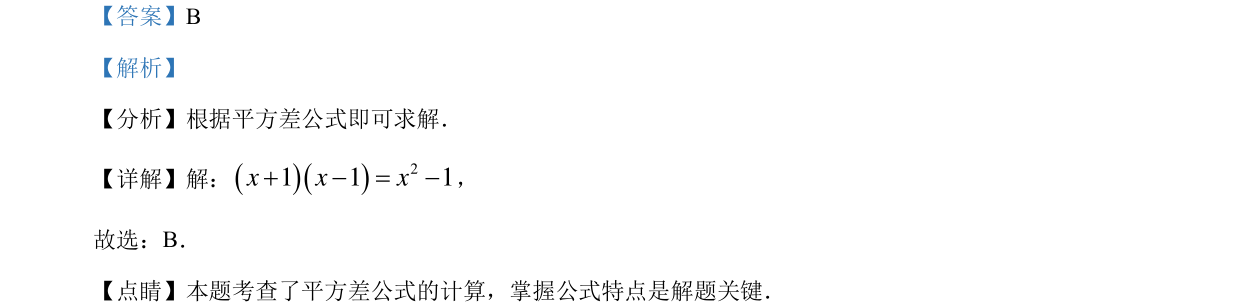 【答案】B
【解析】
【分析】根据平方差公式即可求解．
【详解】解：(x+1)(x−1)=x²−1，
故选：B．
【点睛】本题考查了平方差公式的计算，掌握公式特点是解题关键．